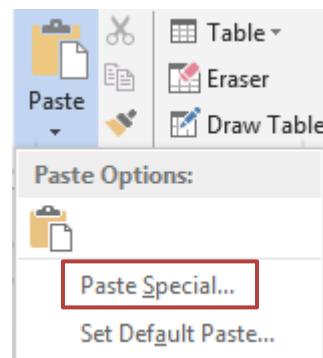 Paste
Table
Eraser
Draw Table
Paste Options:
Paste Special...
Set Default Paste...